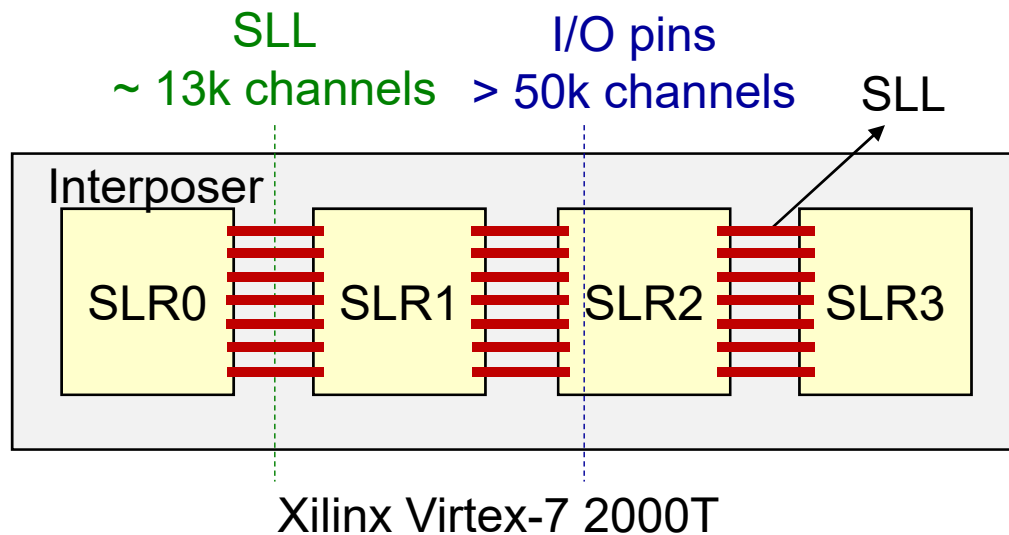 SLL
~ 13k channels
I/O pins
> 50k channels
SLL
Interposer
SLR0
SLR1
SLR2
SLR3
Xilinx Virtex-7 2000T